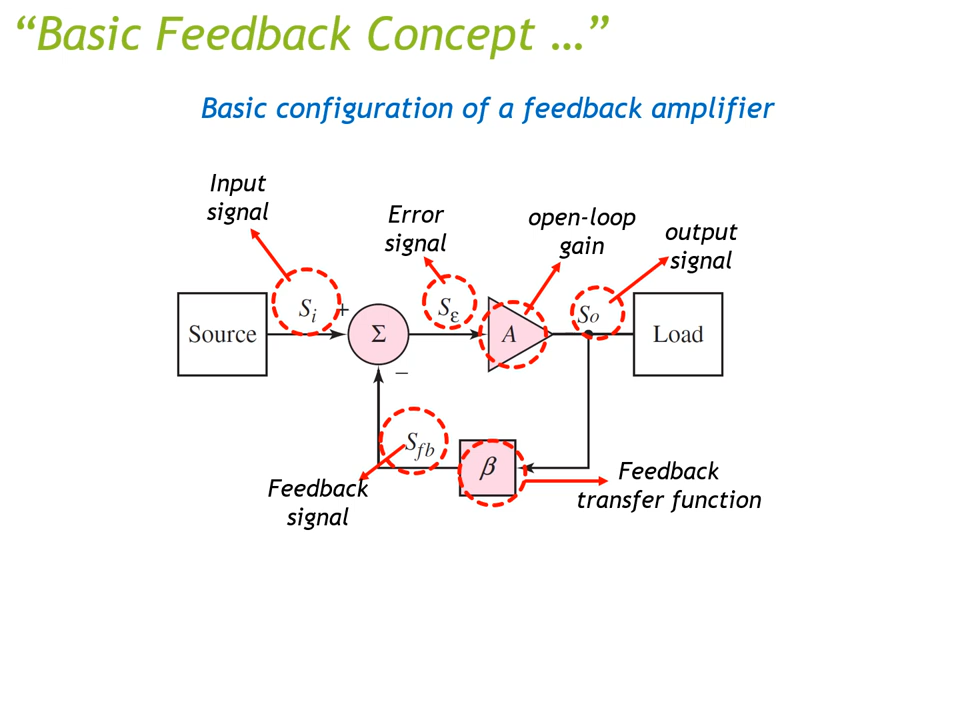 “Basic Feedback Concept …”
Basic configuration of a feedback amplifier
Input
signal
Error
signal
open-loop
gain
output
signal
Source
Si
+
Σ
Sε
A
So
Load
−
Sfb
β
Feedback
signal
Feedback
transfer function